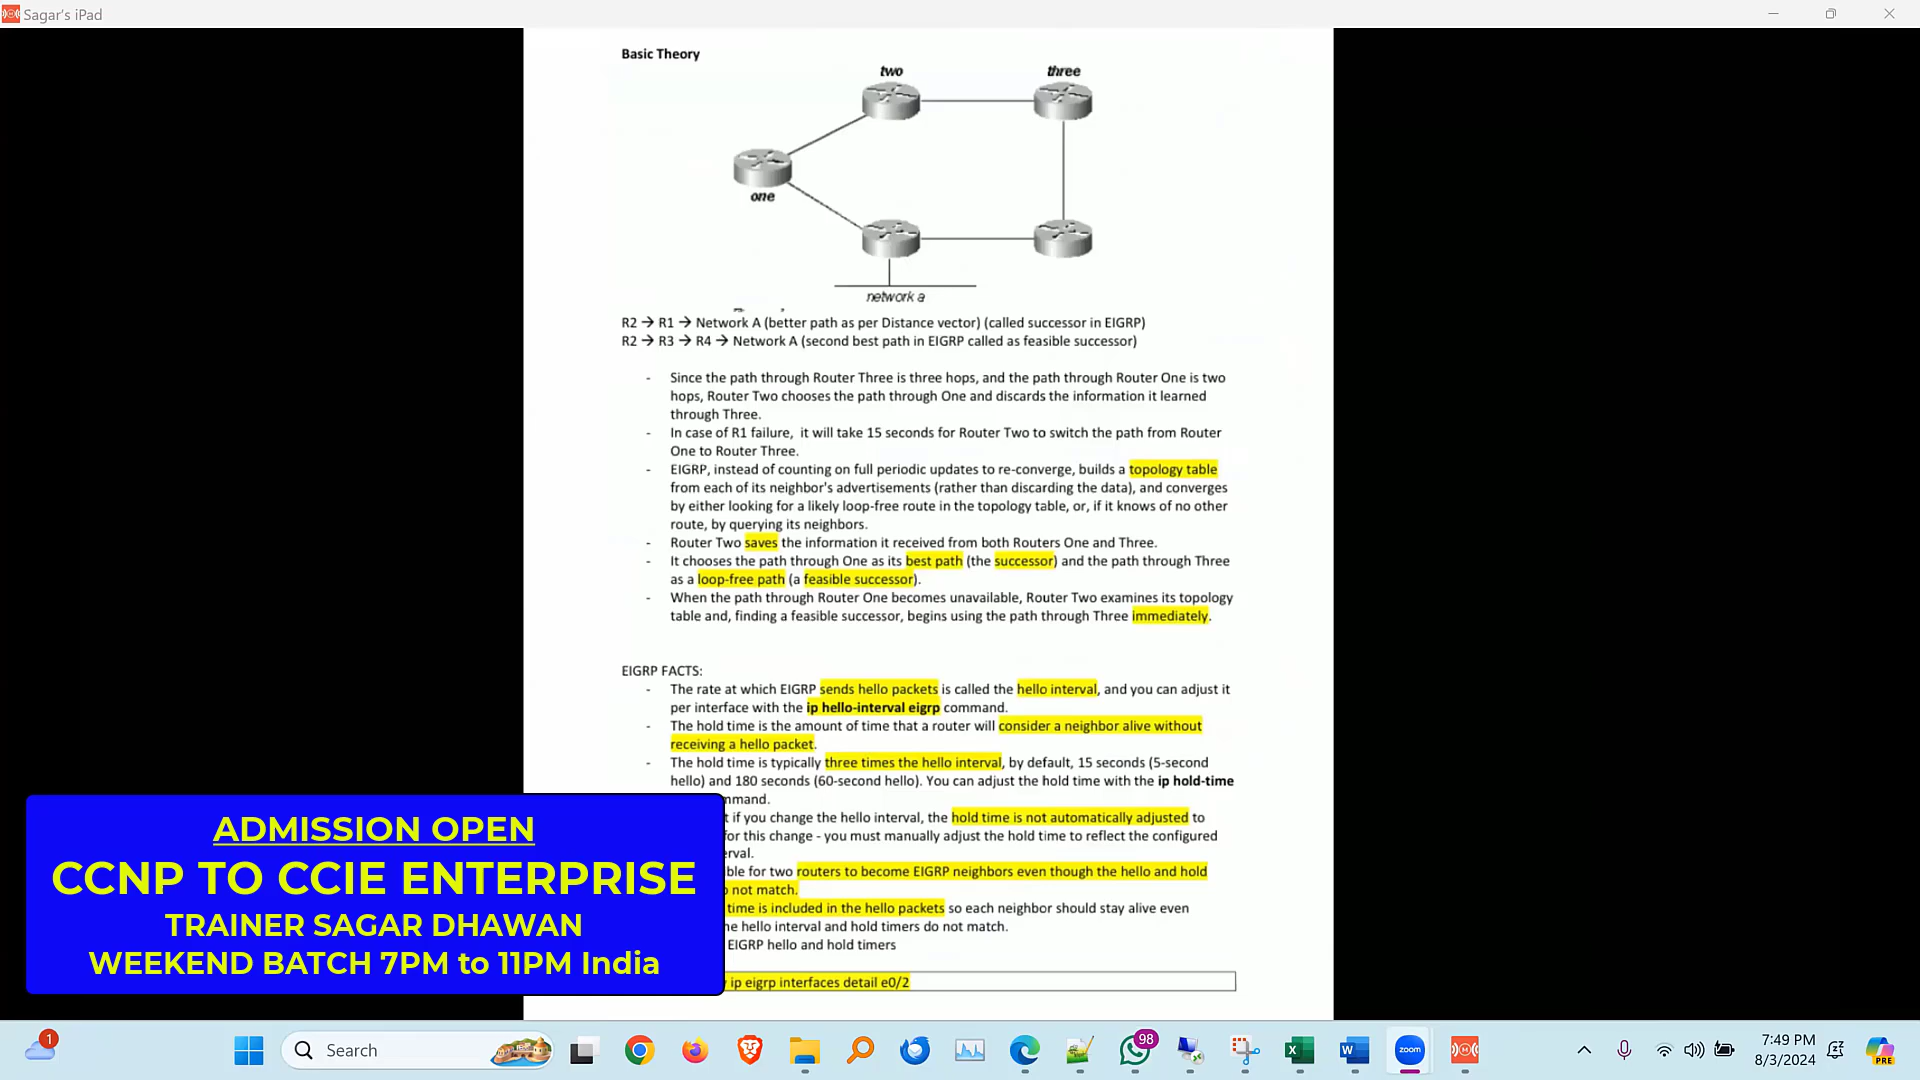 Sagar's iPad
Basic Theory
two
three
one
network a
R2 → R1 → Network A (better path as per Distance vector) (called successor in EIGRP)
R2 → R3 → R4 → Network A (second best path in EIGRP called as feasible successor)
- Since the path through Router Three is three hops, and the path through Router One is two
hops, Router Two chooses the path through One and discards the information it learned
through Three.
- In case of R1 failure, it will take 15 seconds for Router Two to switch the path from Router
One to Router Three.
- EIGRP, instead of counting on full periodic updates to re-converge, builds a topology table
from each of its neighbor's advertisements (rather than discarding the data), and converges
by either looking for a likely loop-free route in the topology table, or, if it knows of no other
route, by querying its neighbors.
- Router Two saves the information it received from both Routers One and Three.
- It chooses the path through One as its best path (the successor) and the path through Three
as a loop-free path (a feasible successor).
- When the path through Router One becomes unavailable, Router Two examines its topology
table and, finding a feasible successor, begins using the path through Three immediately.
EIGRP FACTS:
- The rate at which EIGRP sends hello packets is called the hello interval, and you can adjust it
per interface with the ip hello-interval eigrp command.
- The hold time is the amount of time that a router will consider a neighbor alive without
receiving a hello packet.
- The hold time is typically three times the hello interval, by default, 15 seconds (5-second
hello) and 180 seconds (60-second hello). You can adjust the hold time with the ip hold-time
mmand.
if you change the hello interval, the hold time is not automatically adjusted to
for this change - you must manually adjust the hold time to reflect the configured
erval.
ble for two routers to become EIGRP neighbors even though the hello and hold
not match.
time is included in the hello packets so each neighbor should stay alive even
he hello interval and hold timers do not match.
EIGRP hello and hold timers
ip eigrp interfaces detail e0/2
ADMISSION OPEN
CCNP TO CCIE ENTERPRISE
TRAINER SAGAR DHAWAN
WEEKEND BATCH 7PM to 11PM India
1
Search
98
zoom
7:49 PM
8/3/2024
PRE